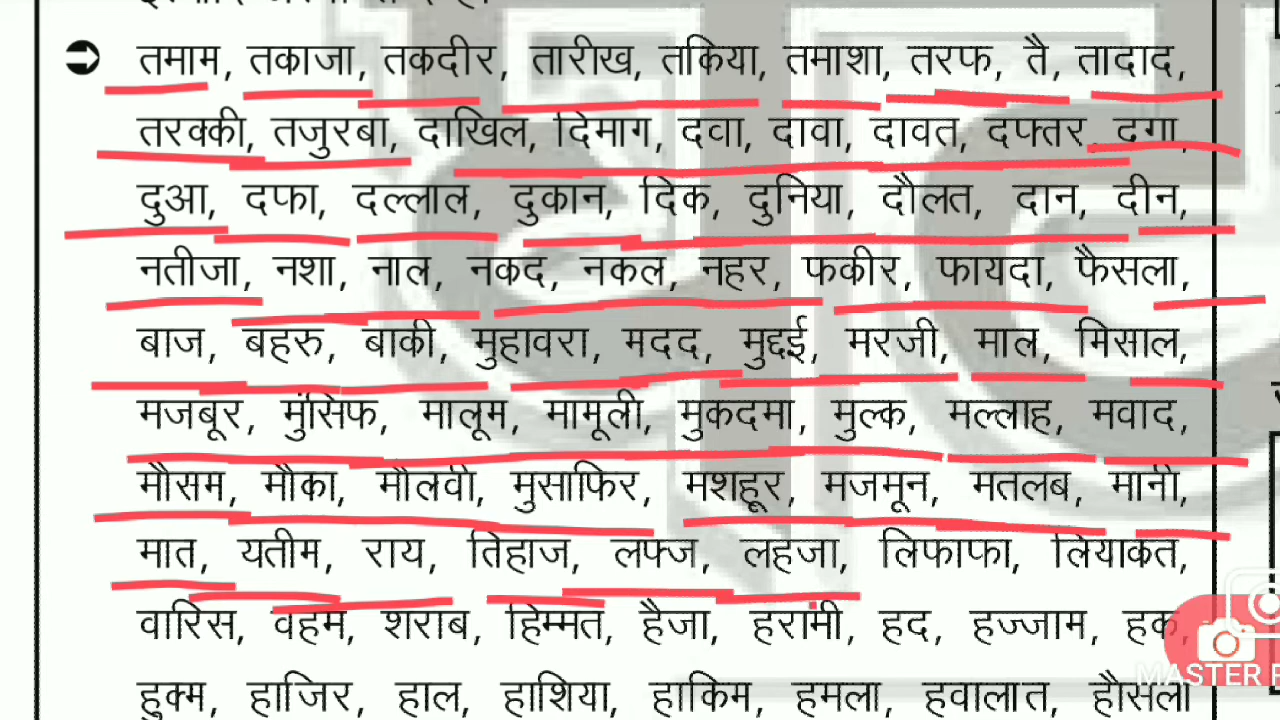 तमाम, तकाजा, तकदीर, तारीख, तकिया, तमाशा, तरफ, तै, तादाद,
तरक्की, तजुरबा, दाखिल, दिमाग, दवा, दावा, दावत, दफ्तर, दगा,
दुआ, दफा, दल्लाल, दुकान, दिक, दुनिया, दौलत, दान, दीन,
नतीजा, नशा, नाल, नकद, नकल, नहर, फकीर, फायदा, फैसला,
बाज, बहरु, बाकी, मुहावरा, मदद, मुद्दई, मरजी, माल, मिसाल,
मजबूर, मुंसिफ, मालूम, मामूली, मुकदमा, मुल्क, मल्लाह, मवाद,
मौसम, मौका, मौलवी, मुसाफिर, मशहूर, मजमून, मतलब, मानी,
मात, यतीम, राय, तिहाज, लफ्ज, लहजा, लिफाफा, लियाकत,
वारिस, वहम, शराब, हिम्मत, हैजा, हरामी, हद, हज्जाम, हक,
हुक्म, हाजिर, हाल, हाशिया, हाकिम, हमला, हवालात, हौसला
MASTER